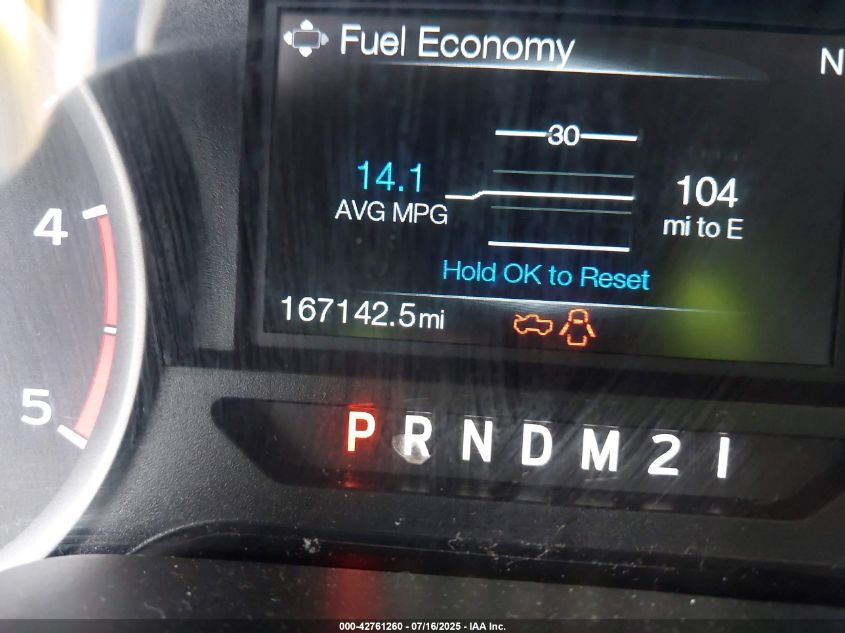 Fuel Economy
N
30
14.1
AVG MPG
104
mi to E
Hold OK to Reset
167142.5mi
4
5
P R N D M 2 1
000-42761260 - 07/16/2025 - IAA Inc.